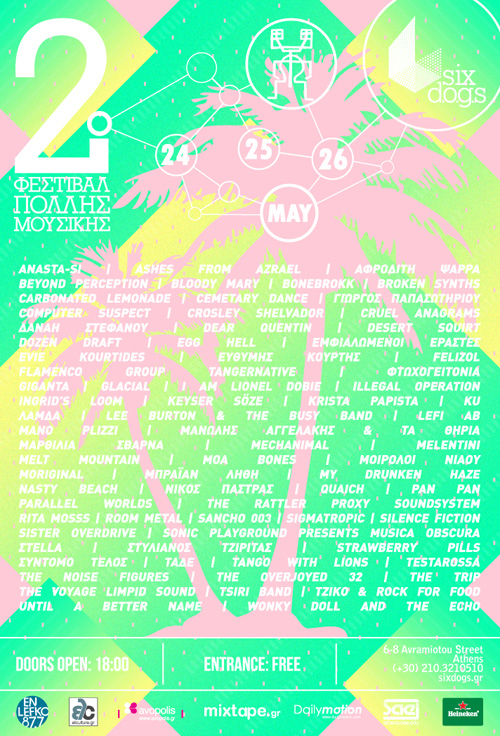 2ο
ΦΕΣΤΙΒΑΛ
ΠΟΛΛΗΣ
ΜΟΥΣΙΚΗΣ
24
25
26
MAY
six
dogs
ANASTA-SI | ASHES FROM AZRAEL | ΑΦΡΟΔΙΤΗ ΨΑΡΡΑ
BEYOND PERCEPTION | BLOODY MARY | BONEBROKK | BROKEN SYNTHS
CARBONATED LEMONADE | CEMETARY DANCE | ΓΙΩΡΓΟΣ ΠΑΠΑΣΠΗΡΙΟΥ
COMPUTER SUSPECT | CROSLEY SHELVADOR | CRUEL ANAGRAMS
ΔΑΝΑΗ ΣΤΕΦΑΝΟΥ | DEAR QUENTIN | DESERT SQUIRT
DOZEN DRAFT | EGG HELL | ΕΜΦΙΑΛΩΜΕΝΟΙ ΕΡΑΣΤΕΣ
EVIE KOURTIDES | ΕΥΘΥΜΗΣ ΚΟΥΡΤΗΣ | FELIZOL
FLAMENCO GROUP TANGERNATIVE | ΦΤΩΧΟΓΕΙΤΟΝΙΑ
GIGANTA | GLACIAL | I AM LIONEL DOBIE | ILLEGAL OPERATION
INGRID'S LOOM | KEYSER SÖZE | KRISTA PAPISTA | KU
ΛΑΜΔΑ | LEE BURTON & THE BUSY BAND | LEFI AB
MANO PLIZZI | ΜΑΝΩΛΗΣ ΑΓΓΕΛΑΚΗΣ & ΤΑ ΘΗΡΙΑ
ΜΑΡΘΙΛΙΑ ΣΒΑΡΝΑ | MECHANIMAL | MELENTINI
MELT MOUNTAIN | MOA BONES | ΜΟΙΡΟΛΟΙ ΝΙΑΟΥ
MORIGINAL | ΜΠΡΑΪΑΝ ΛΗΘΗ | MY DRUNKEN HAZE
NASTY BEACH | ΝΙΚΟΣ ΠΑΣΤΡΑΣ | QUAICH | PAN PAN
PARALLEL WORLDS | THE RATTLER PROXY SOUNDSYSTEM
RITA MOSSS | ROOM METAL | SANCHO 003 | SIGMATROPIC | SILENCE FICTION
SISTER OVERDRIVE | SONIC PLAYGROUND PRESENTS MUSICA OBSCURA
ΣΤΕΛΛΑ | ΣΤΥΛΙΑΝΟΣ ΤΖΙΡΙΤΑΣ | STRAWBERRY PILLS
ΣΥΝΤΟΜΟ ΤΕΛΟΣ | ΤΑΔΕ | TANGO WITH LIONS | TESTAROSSA
THE NOISE FIGURES | THE OVERJOYED 32 | THE TRIP
THE VOYAGE LIMPID SOUND | TSIRI BAND | TZIKO & ROCK FOR FOOD
UNTIL A BETTER NAME | WONKY DOLL AND THE ECHO
DOORS OPEN: 18:00
ENTRANCE: FREE
6-8 Avramiotou Street
Athens
(+30) 210.3210510
sixdogs.gr
EN
LEFKO
87.7
ac
avopolis
mixtape.gr
Dailymotion
Heineken